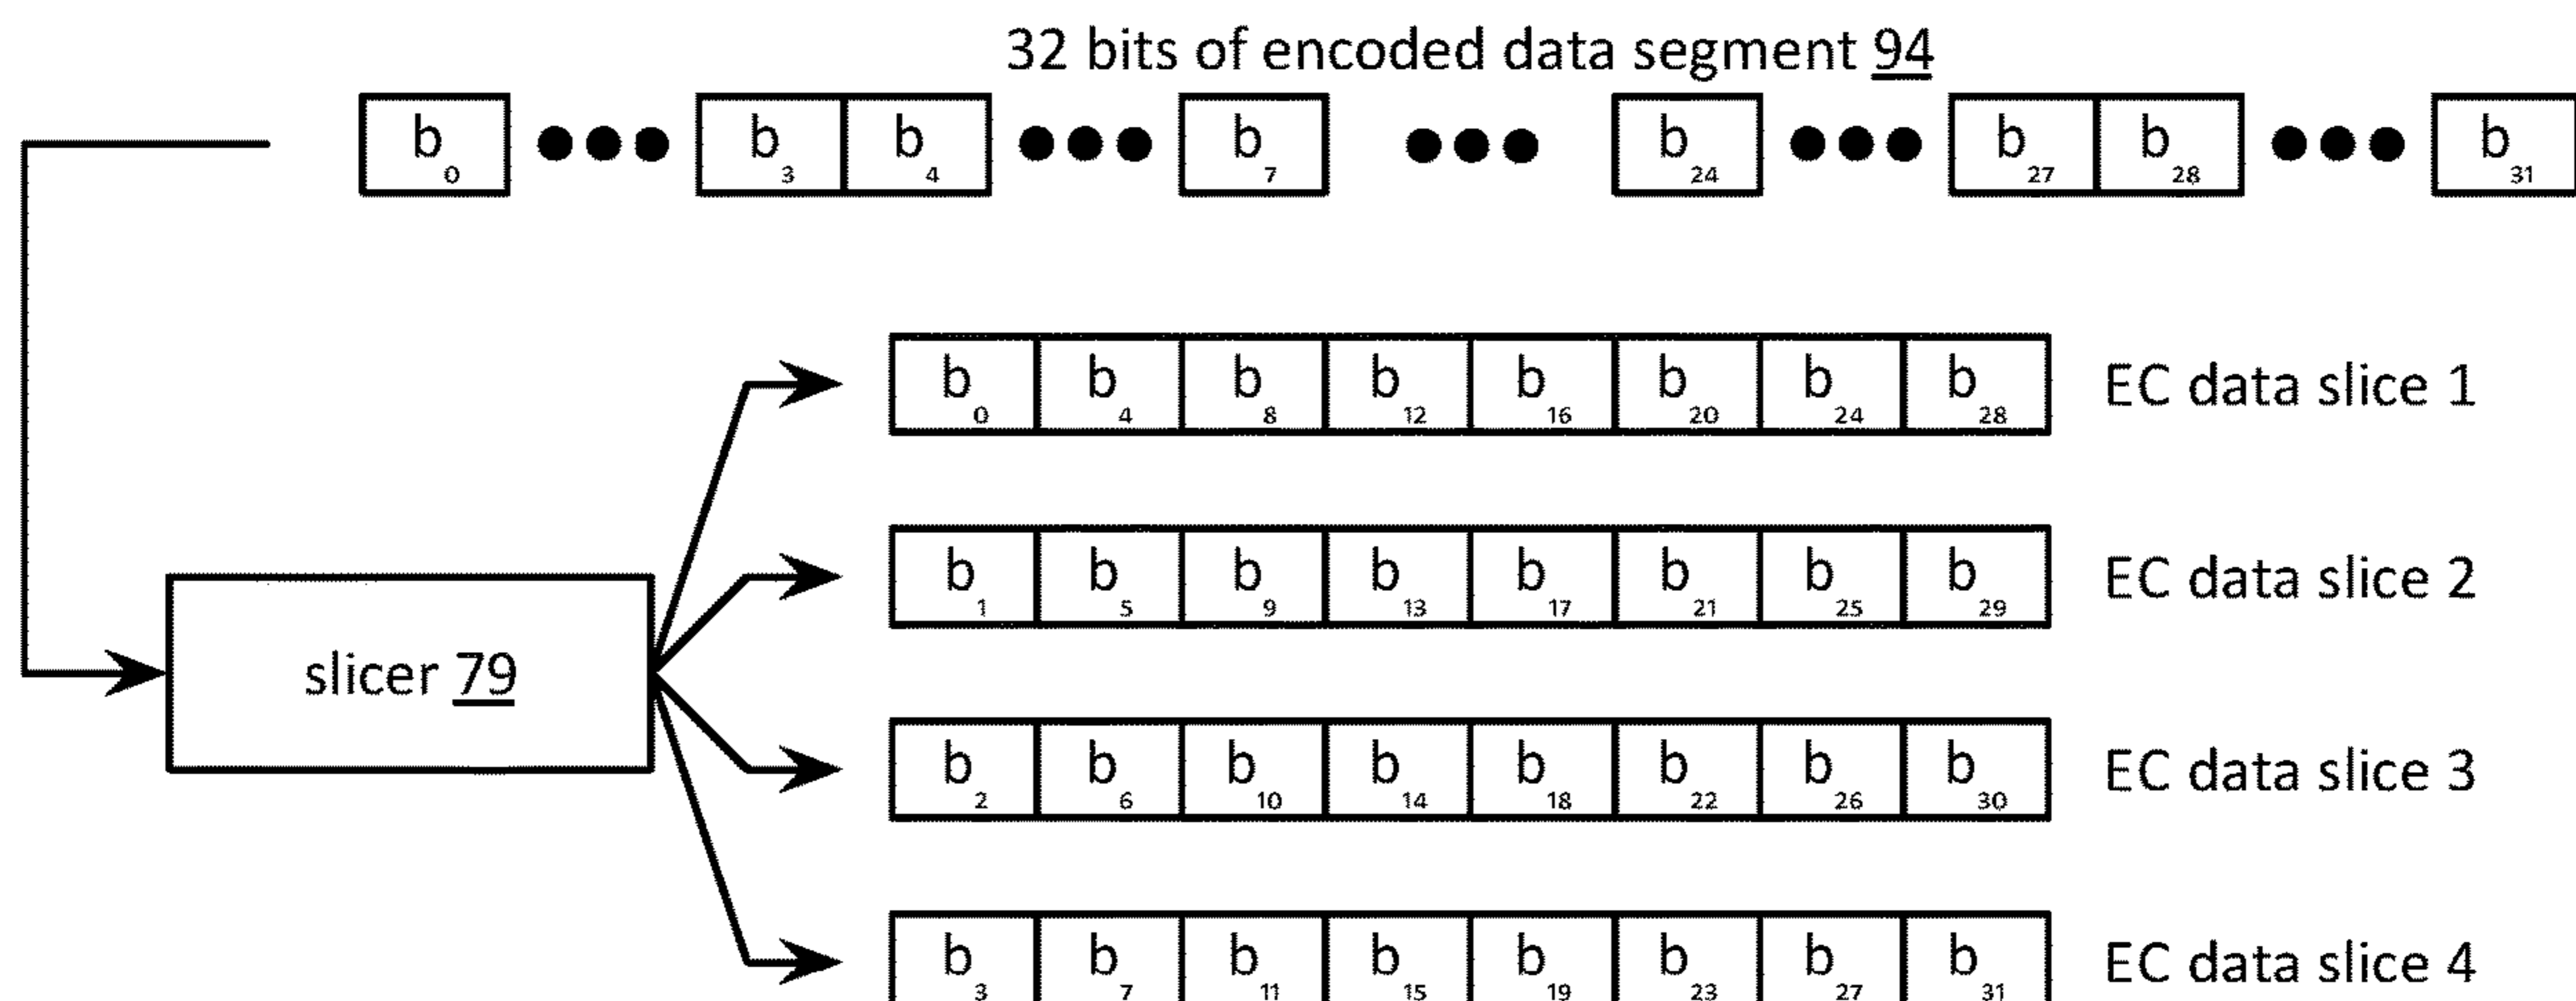 32 bits of encoded data segment 94
b0 ●●● b3 b4 ●●● b7 ●●● b24 ●●● b27 b28 ●●● b31
b0 b4 b8 b12 b16 b20 b24 b28 EC data slice 1
b1 b5 b9 b13 b17 b21 b25 b29 EC data slice 2
slicer 79
b2 b6 b10 b14 b18 b22 b26 b30 EC data slice 3
b3 b7 b11 b15 b19 b23 b27 b31 EC data slice 4